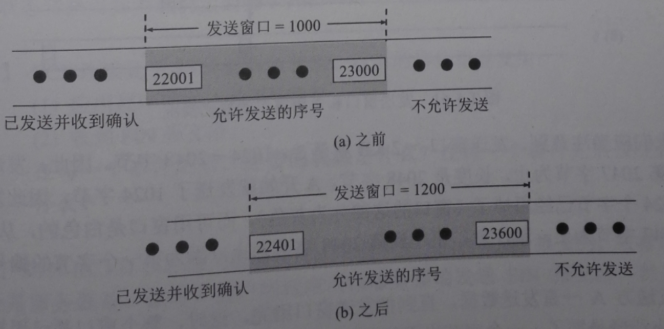 发送窗口 = 1000
22001 23000
已发送并收到确认 允许发送的序号 不允许发送
(a) 之前
发送窗口 = 1200
22401 23600
已发送并收到确认 允许发送的序号 不允许发送
(b) 之后